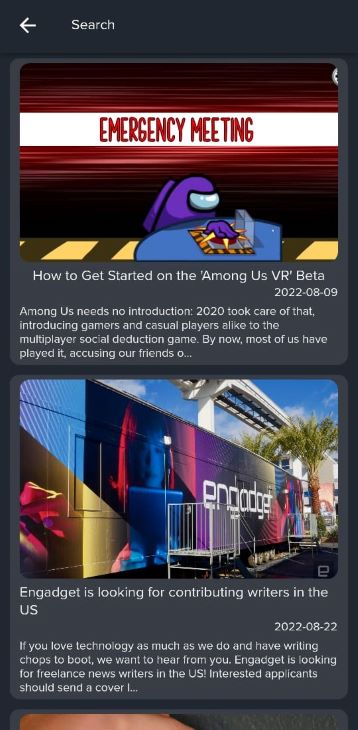 Search
EMERGENCY MEETING
How to Get Started on the 'Among Us VR' Beta
2022-08-09
Among Us needs no introduction: 2020 took care of that,
introducing gamers and casual players alike to the
multiplayer social deduction game. By now, most of us have
played it, accusing our friends o...
engadget
e
Engadget is looking for contributing writers in the
US
2022-08-22
If you love technology as much as we do and have writing
chops to boot, we want to hear from you. Engadget is looking
for freelance news writers in the US! Interested applicants
should send a cover l...